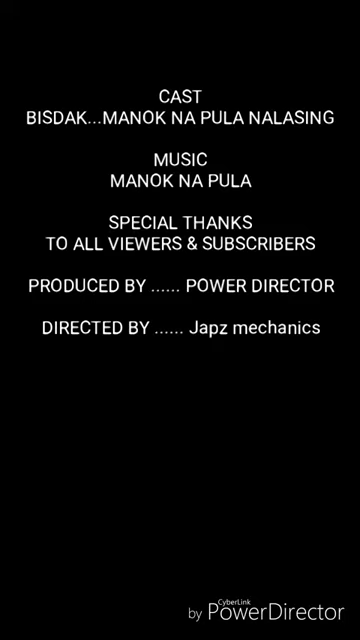 CAST
BISDAK...MANOK NA PULA NALASING
MUSIC
MANOK NA PULA
SPECIAL THANKS
TO ALL VIEWERS & SUBSCRIBERS
PRODUCED BY ...... POWER DIRECTOR
DIRECTED BY ...... Japz mechanics
CyberLink
by PowerDirector